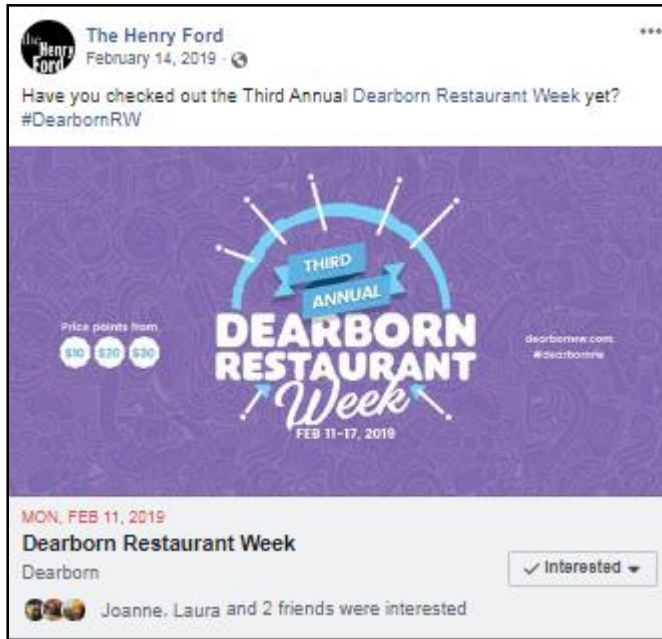 the
Henry
Ford
The Henry Ford
February 14, 2019 ·
Have you checked out the Third Annual Dearborn Restaurant Week yet?
#DearbornRW
THIRD
ANNUAL
DEARBORN
RESTAURANT
Week
FEB 11-17, 2019
Price points from
$10 $20 $30
dearbornrw.com
#dearbornrw
MON, FEB 11, 2019
Dearborn Restaurant Week
Dearborn
Interested
Joanne, Laura and 2 friends were interested